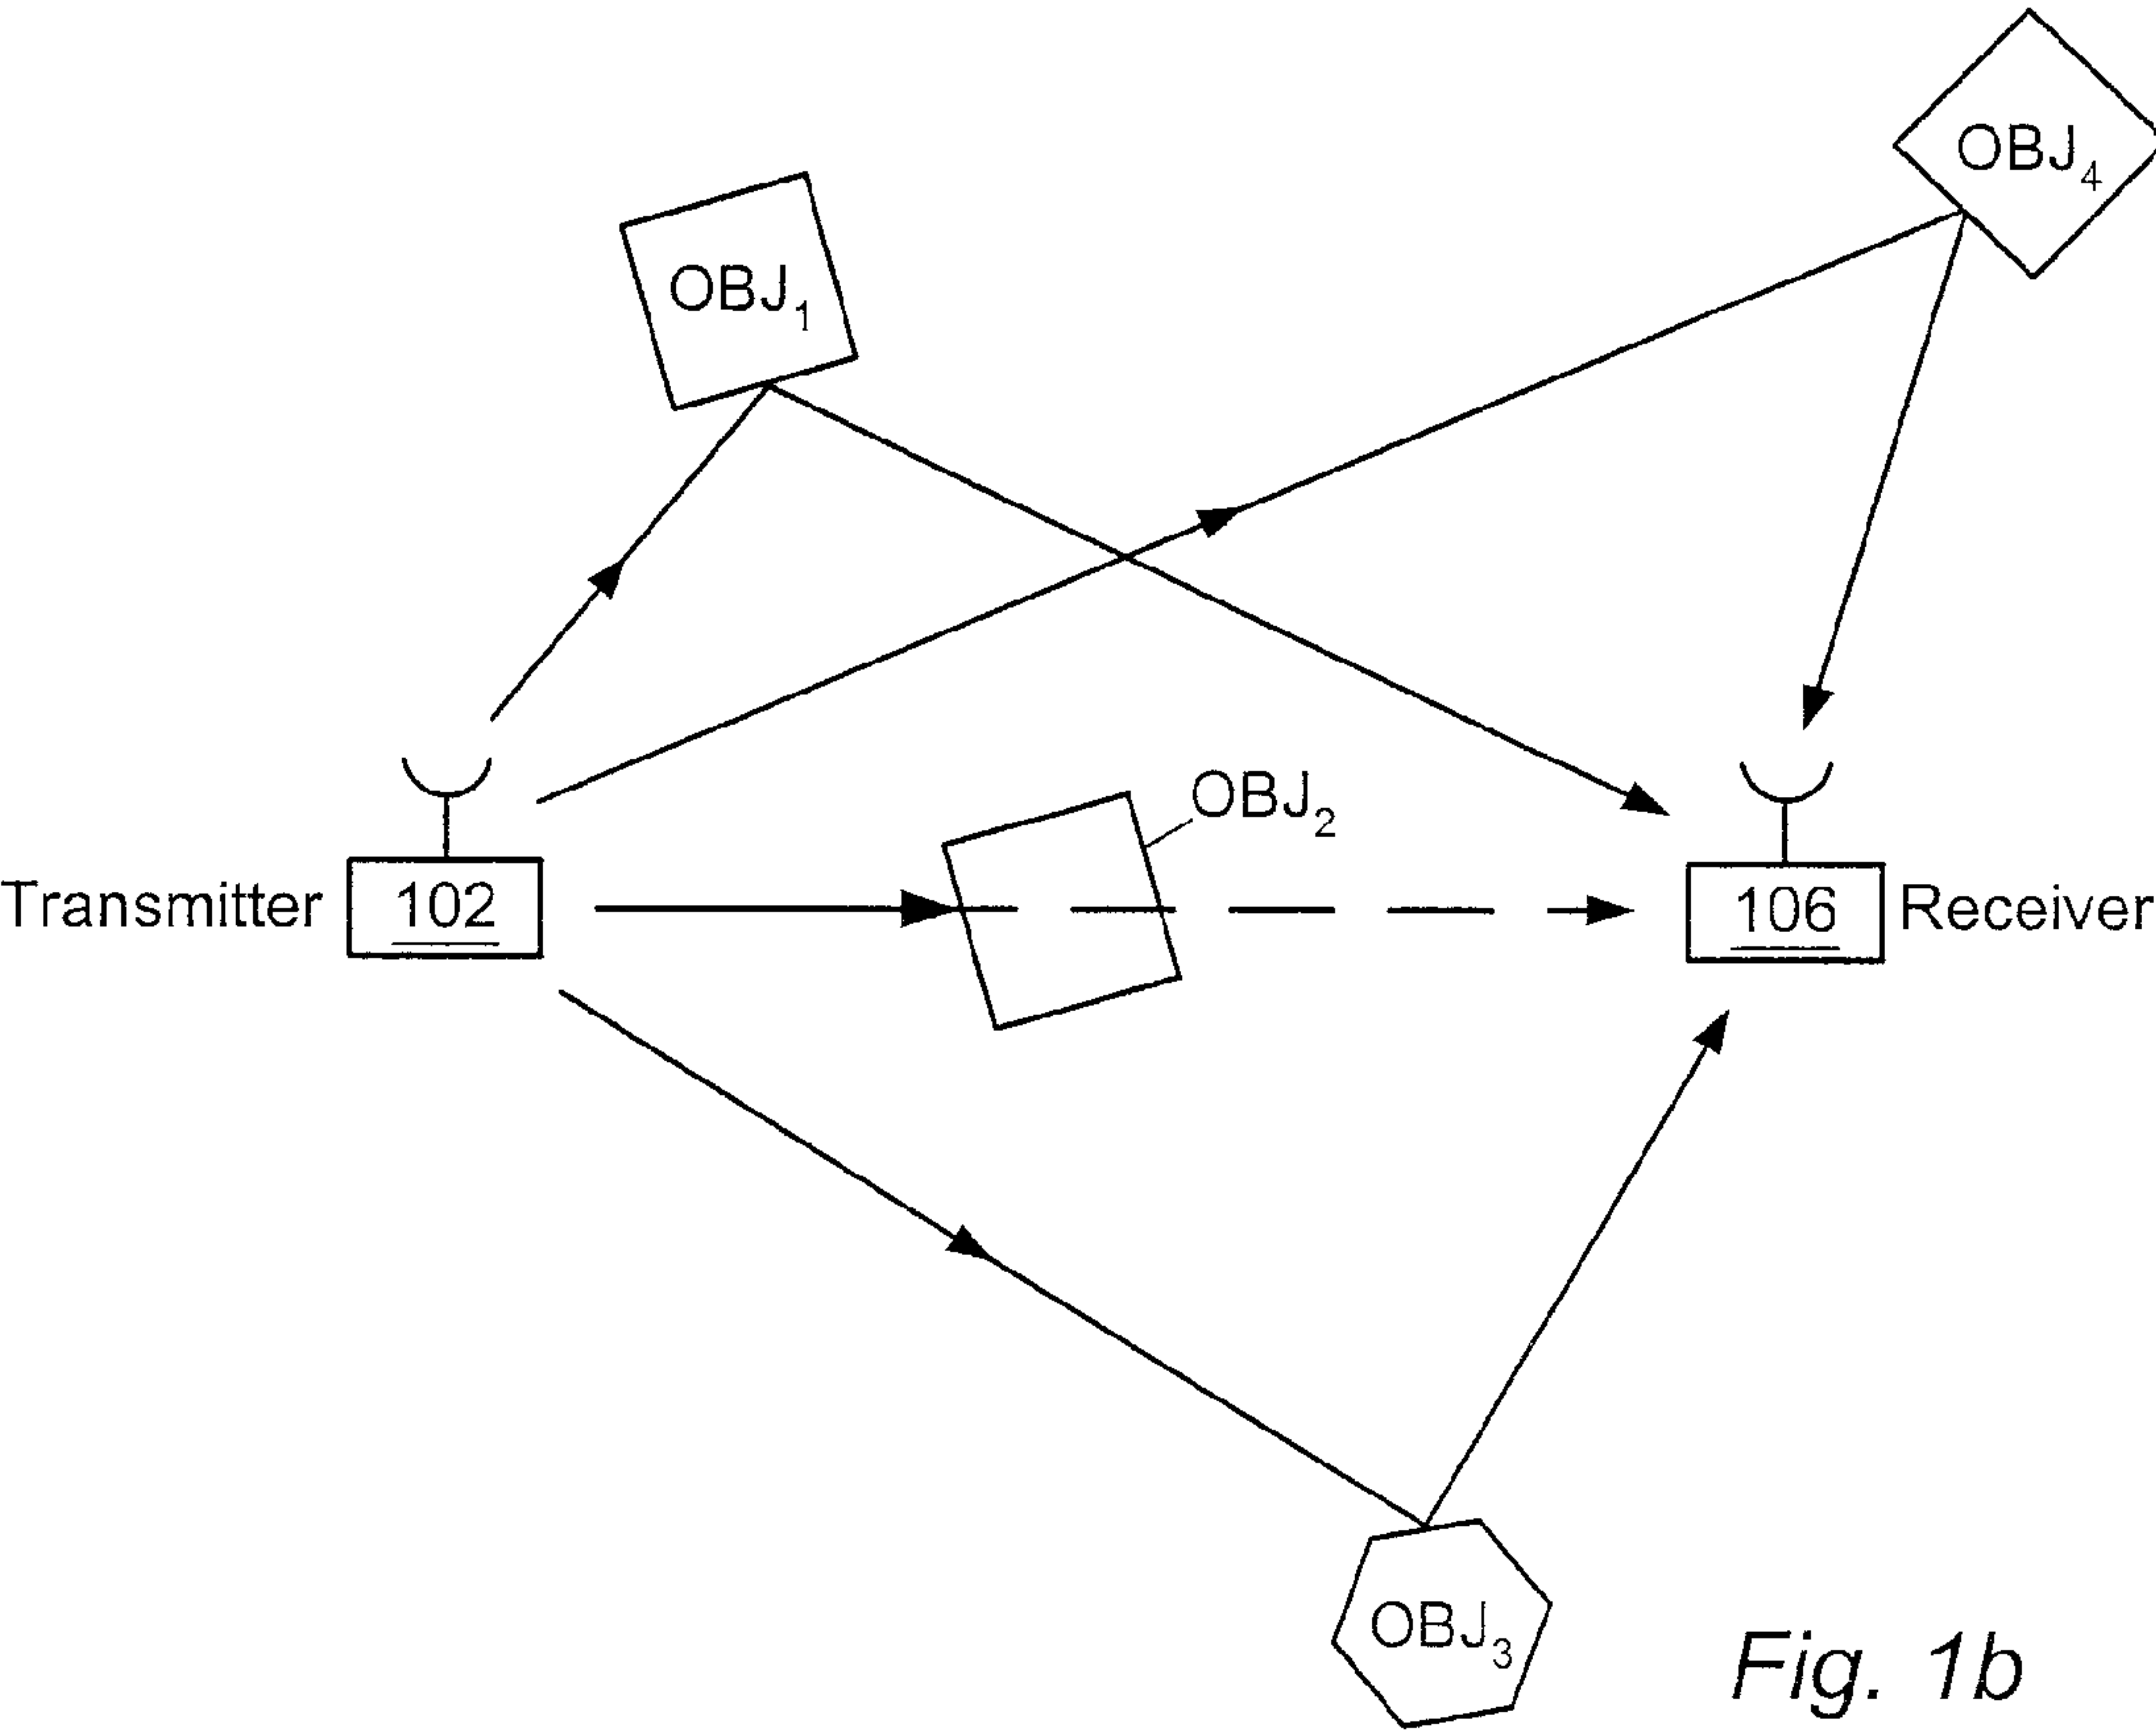 OBJ4
OBJ1
OBJ2
Transmitter 102
106 Receiver
OBJ3
Fig. 1b